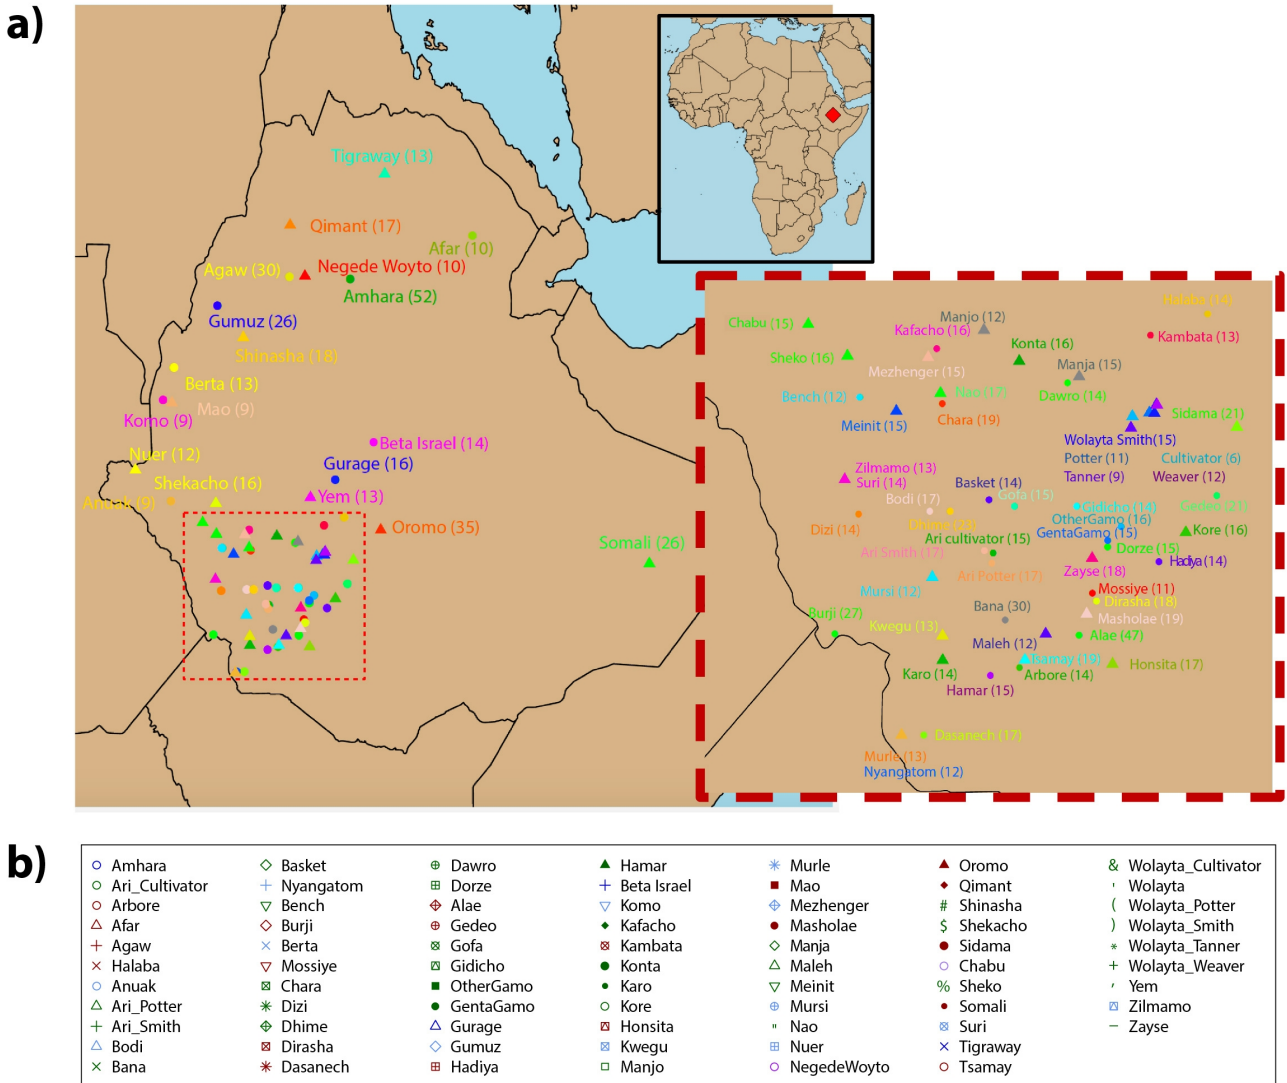 a)
Tigraway (13)
Qimant (17)
Afar (10)
Agaw (30)
Negede Woyto (10)
Amhara (52)
Gumuz (26)
Shinasha (18)
Berta (13)
Mao (9)
Komo (9)
Beta Israel (14)
Nuer (12)
Gurage (16)
Shekacho (16)
Yem (13)
Anuak (9)
Oromo (35)
Somali (26)
Halaba (14)
Chabu (15)
Manjo (12)
Kafacho (16)
Kambata (13)
Konta (16)
Sheko (16)
Mezhenger (15)
Manja (15)
Bench (12)
Nao (17)
Dawro (14)
Meinit (15)
Chara (19)
Sidama (21)
Wolayta Smith(15)
Potter (11)
Cultivator (6)
Tanner (9)
Weaver (12)
Zilmamo (13)
Suri (14)
Basket (14)
Bodi (17)
Gofa (15)
Gidicho (14)
Gedeo (21)
Dizi (14)
Dhime (23)
OtherGamo (16)
GentaGamo (15)
Kore (16)
Ari cultivator (15)
Dorze (15)
Ari Smith (17)
Zayse (18)
Hadiya (14)
Ari Potter (17)
Mursi (12)
Mossiye (11)
Dirasha (18)
Bana (30)
Masholae (19)
Burji (27)
Kwegu (13)
Maleh (12)
Alae (47)
Tsamay (19)
Honsita (17)
Karo (14)
Arbore (14)
Hamar (15)
Dasanech (17)
Murle (13)
Nyangatom (12)
b)
Amhara
Ari_Cultivator
Arbore
Afar
Agaw
Halaba
Anuak
Ari_Potter
Ari_Smith
Bodi
Bana
Basket
Nyangatom
Bench
Burji
Berta
Mossiye
Chara
Dizi
Dhime
Dirasha
Dasanech
Dawro
Dorze
Alae
Gedeo
Gofa
Gidicho
OtherGamo
GentaGamo
Gurage
Gumuz
Hadiya
Hamar
Beta Israel
Komo
Kafacho
Kambata
Konta
Karo
Kore
Honsita
Kwegu
Manjo
Murle
Mao
Mezhenger
Masholae
Manja
Maleh
Meinit
Mursi
" Nao
Nuer
NegedeWoyto
Oromo
Qimant
# Shinasha
$ Shekacho
Sidama
Chabu
% Sheko
Somali
Suri
Tigraway
Tsamay
& Wolayta_Cultivator
' Wolayta
( Wolayta_Potter
) Wolayta_Smith
* Wolayta_Tanner
+ Wolayta_Weaver
, Yem
Zilmamo
− Zayse